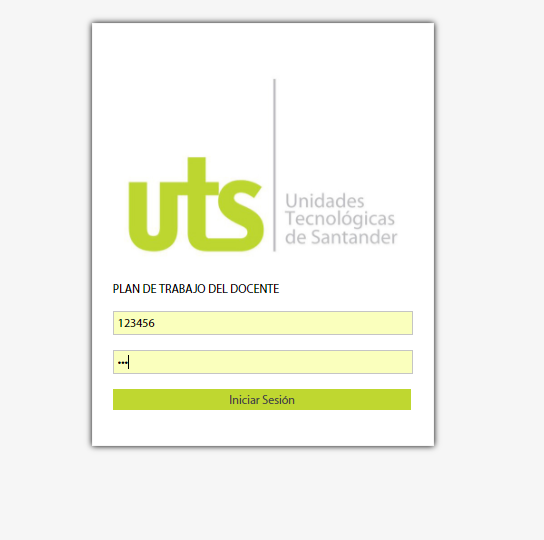 uts
Unidades
Tecnológicas
de Santander
PLAN DE TRABAJO DEL DOCENTE
123456
•••
Iniciar Sesión